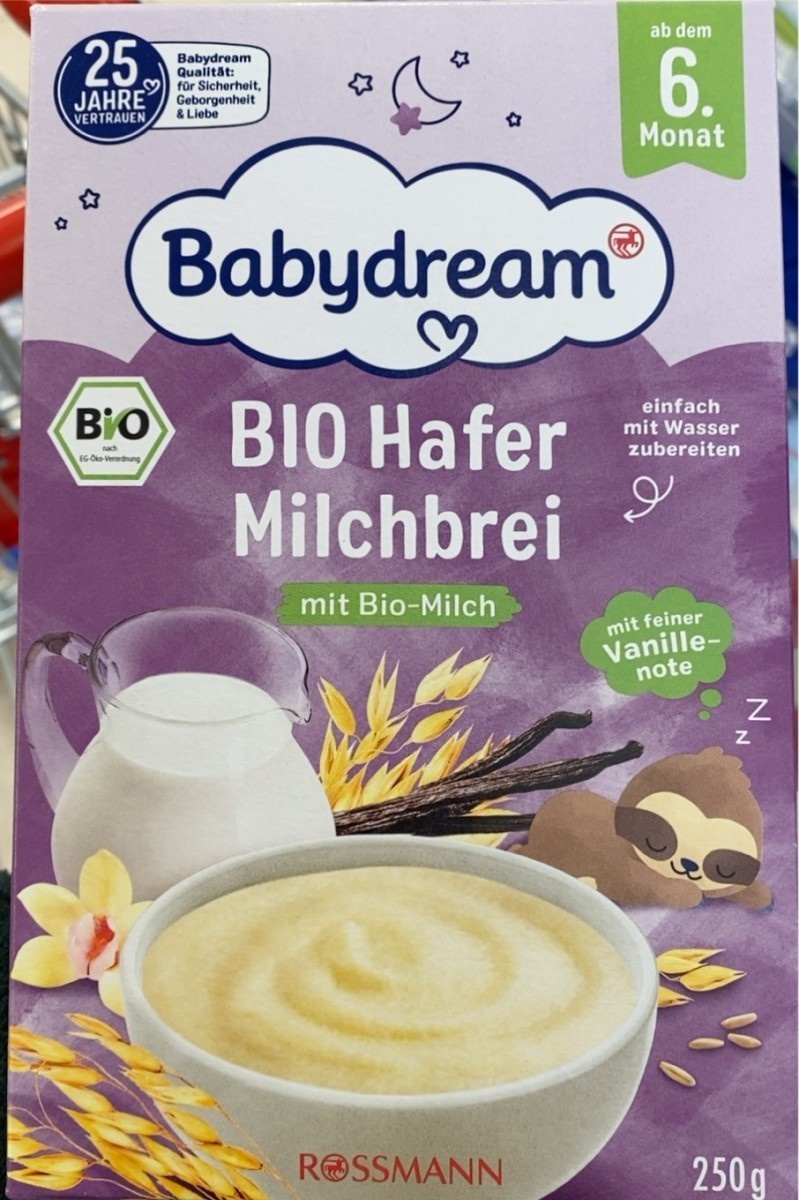 25
JAHRE
VERTRAUEN
Babydream
Qualität:
für Sicherheit,
Geborgenheit
& Liebe
ab dem
6.
Monat
Babydream
Bio
nach
EG-Öko-Verordnung
BIO Hafer
Milchbrei
einfach
mit Wasser
zubereiten
mit Bio-Milch
mit feiner
Vanille-
note
Z
z
ROSSMANN
250g